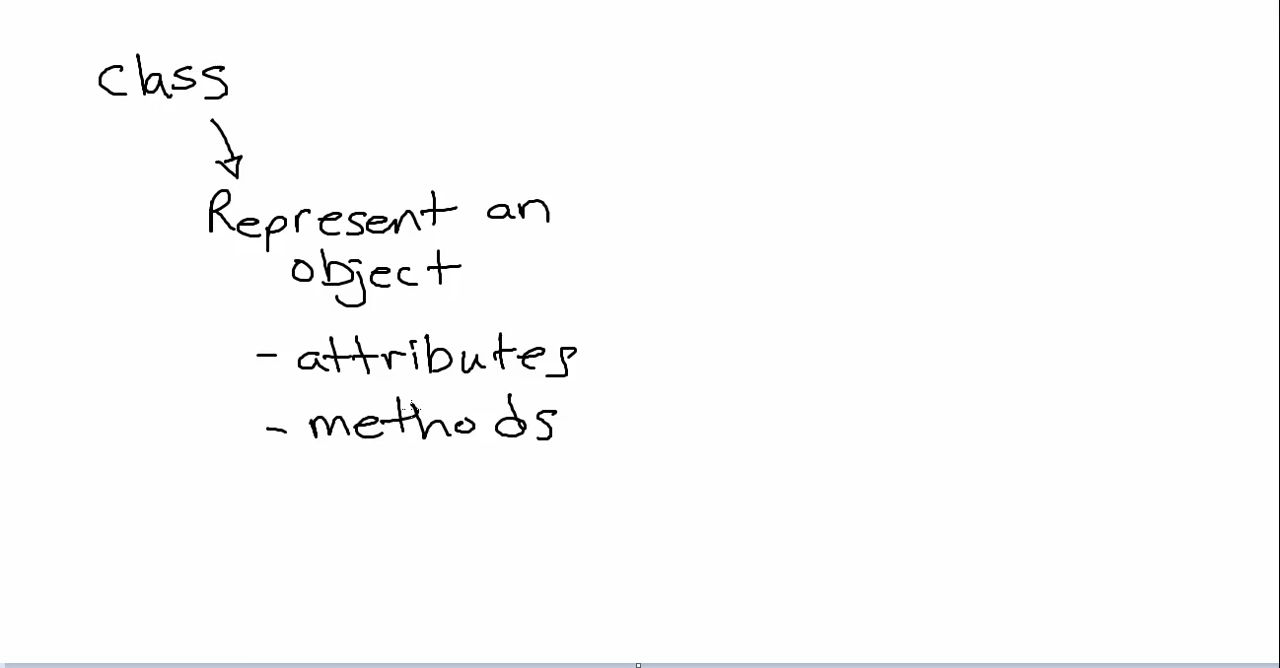 class
Represent an
object
- attributes
- methods